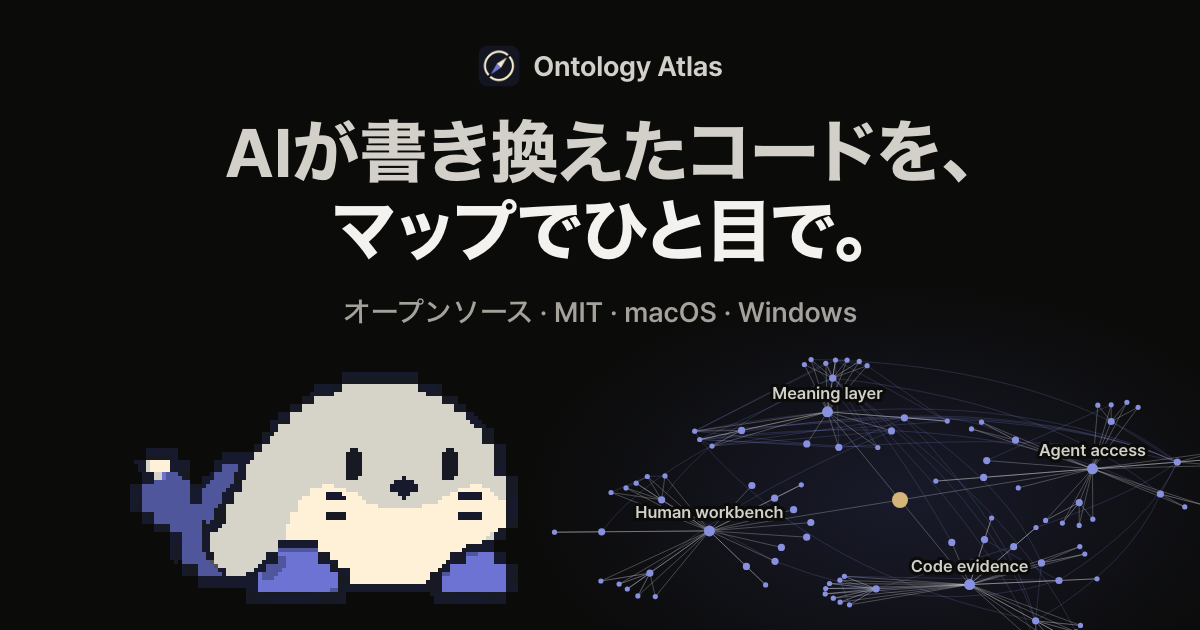 Ontology Atlas
AIが書き換えたコードを、
マップでひと目で。
オープンソース · MIT · macOS · Windows
Meaning layer
Agent access
Human workbench
Code evidence